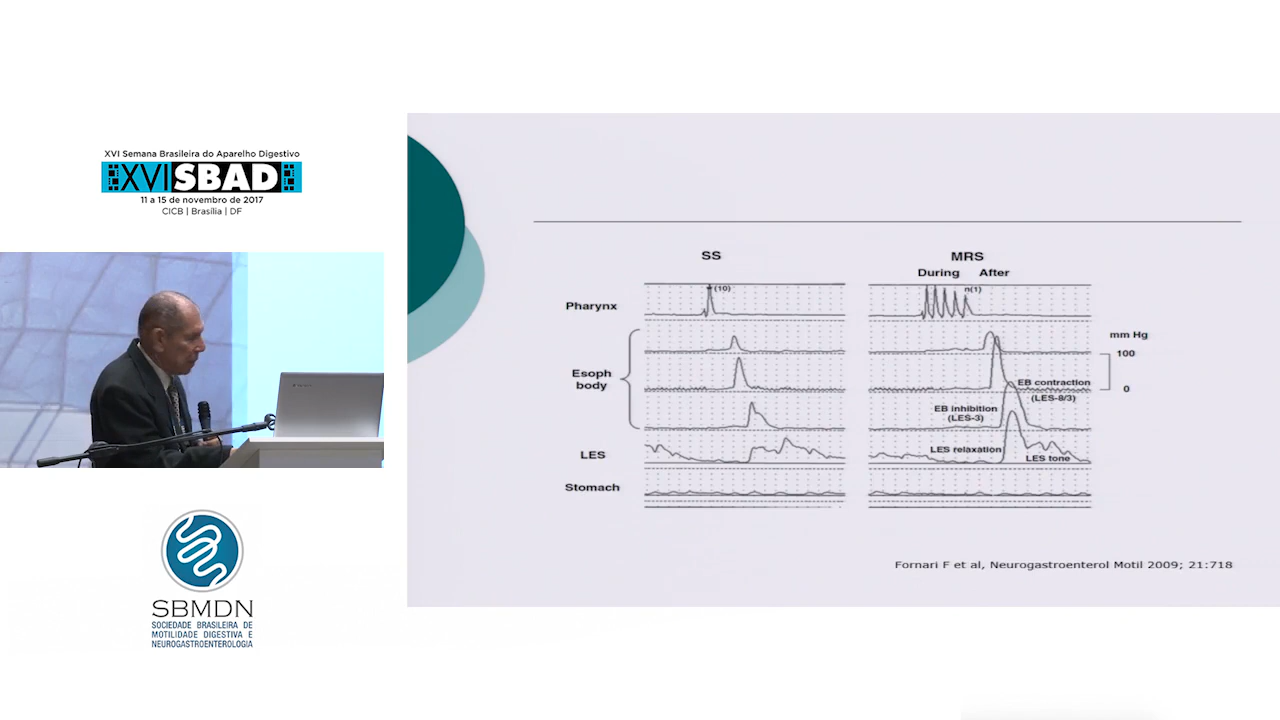 XVI Semana Brasileira do Aparelho Digestivo
XVI SBAD
11 a 15 de novembro de 2017
CICB | Brasília | DF
SBMDN
SOCIEDADE BRASILEIRA DE
MOTILIDADE DIGESTIVA E
NEUROGASTROENTEROLOGIA
SS
MRS
During After
(10)
n(1)
Pharynx
mm Hg
100
0
Esoph
body
EB contraction
(LES-8/3)
EB inhibition
(LES-3)
LES
LES relaxation
LES tone
Stomach
Fornari F et al, Neurogastroenterol Motil 2009; 21:718